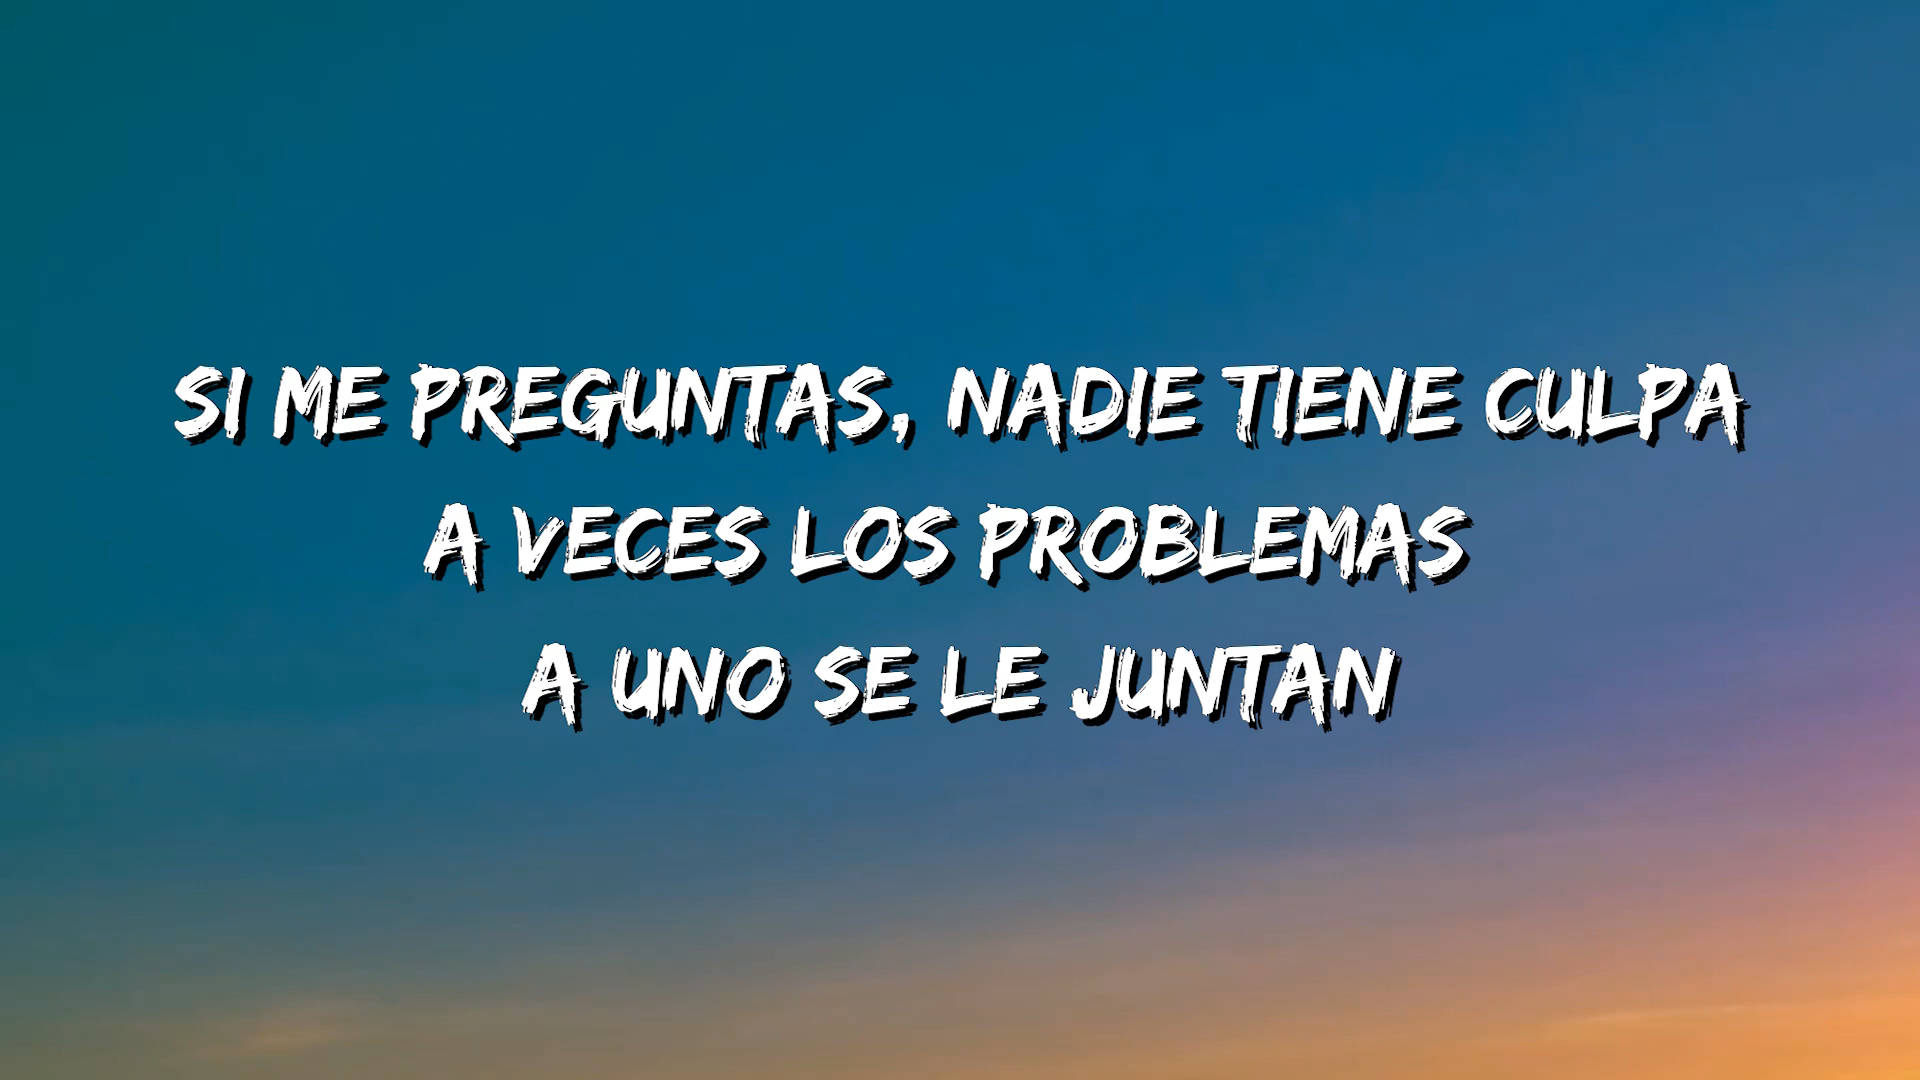 SI ME PREGUNTAS, NADIE TIENE CULPA
A VECES LOS PROBLEMAS
A UNO SE LE JUNTAN